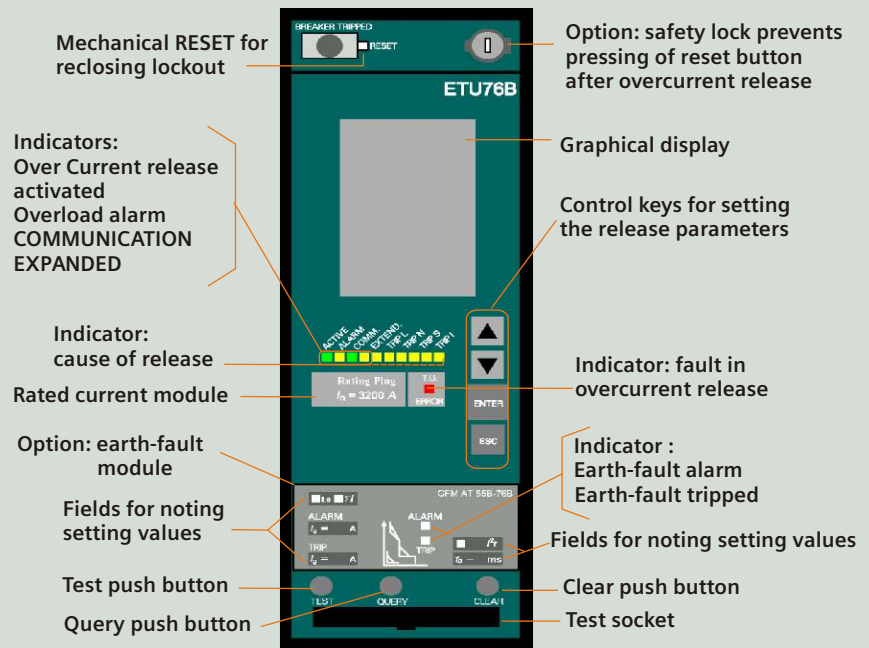 Mechanical RESET for
reclosing lockout
BREAKER TRIPPED
RESET
Option: safety lock prevents
pressing of reset button
after overcurrent release
ETU76B
Indicators:
Over Current release
activated
Overload alarm
COMMUNICATION
EXPANDED
Graphical display
Control keys for setting
the release parameters
ACTIVE
ALARM
COMM.
EXTEND.
TRIP L
TRIP N
TRIP S
TRIP I
Indicator:
cause of release
Rated current module
Rating Plug
In = 3200 A
T.U.
ERROR
ENTER
ESC
Indicator: fault in
overcurrent release
Option: earth-fault
module
Indicator :
Earth-fault alarm
Earth-fault tripped
GFM AT 55B-76B
Fields for noting
setting values
ALARM
Ig = A
TRIP
Ig = A
ALARM
TRIP
I²T
tG = ms
Fields for noting setting values
Test push button
Query push button
TEST
QUERY
CLEAR
Clear push button
Test socket